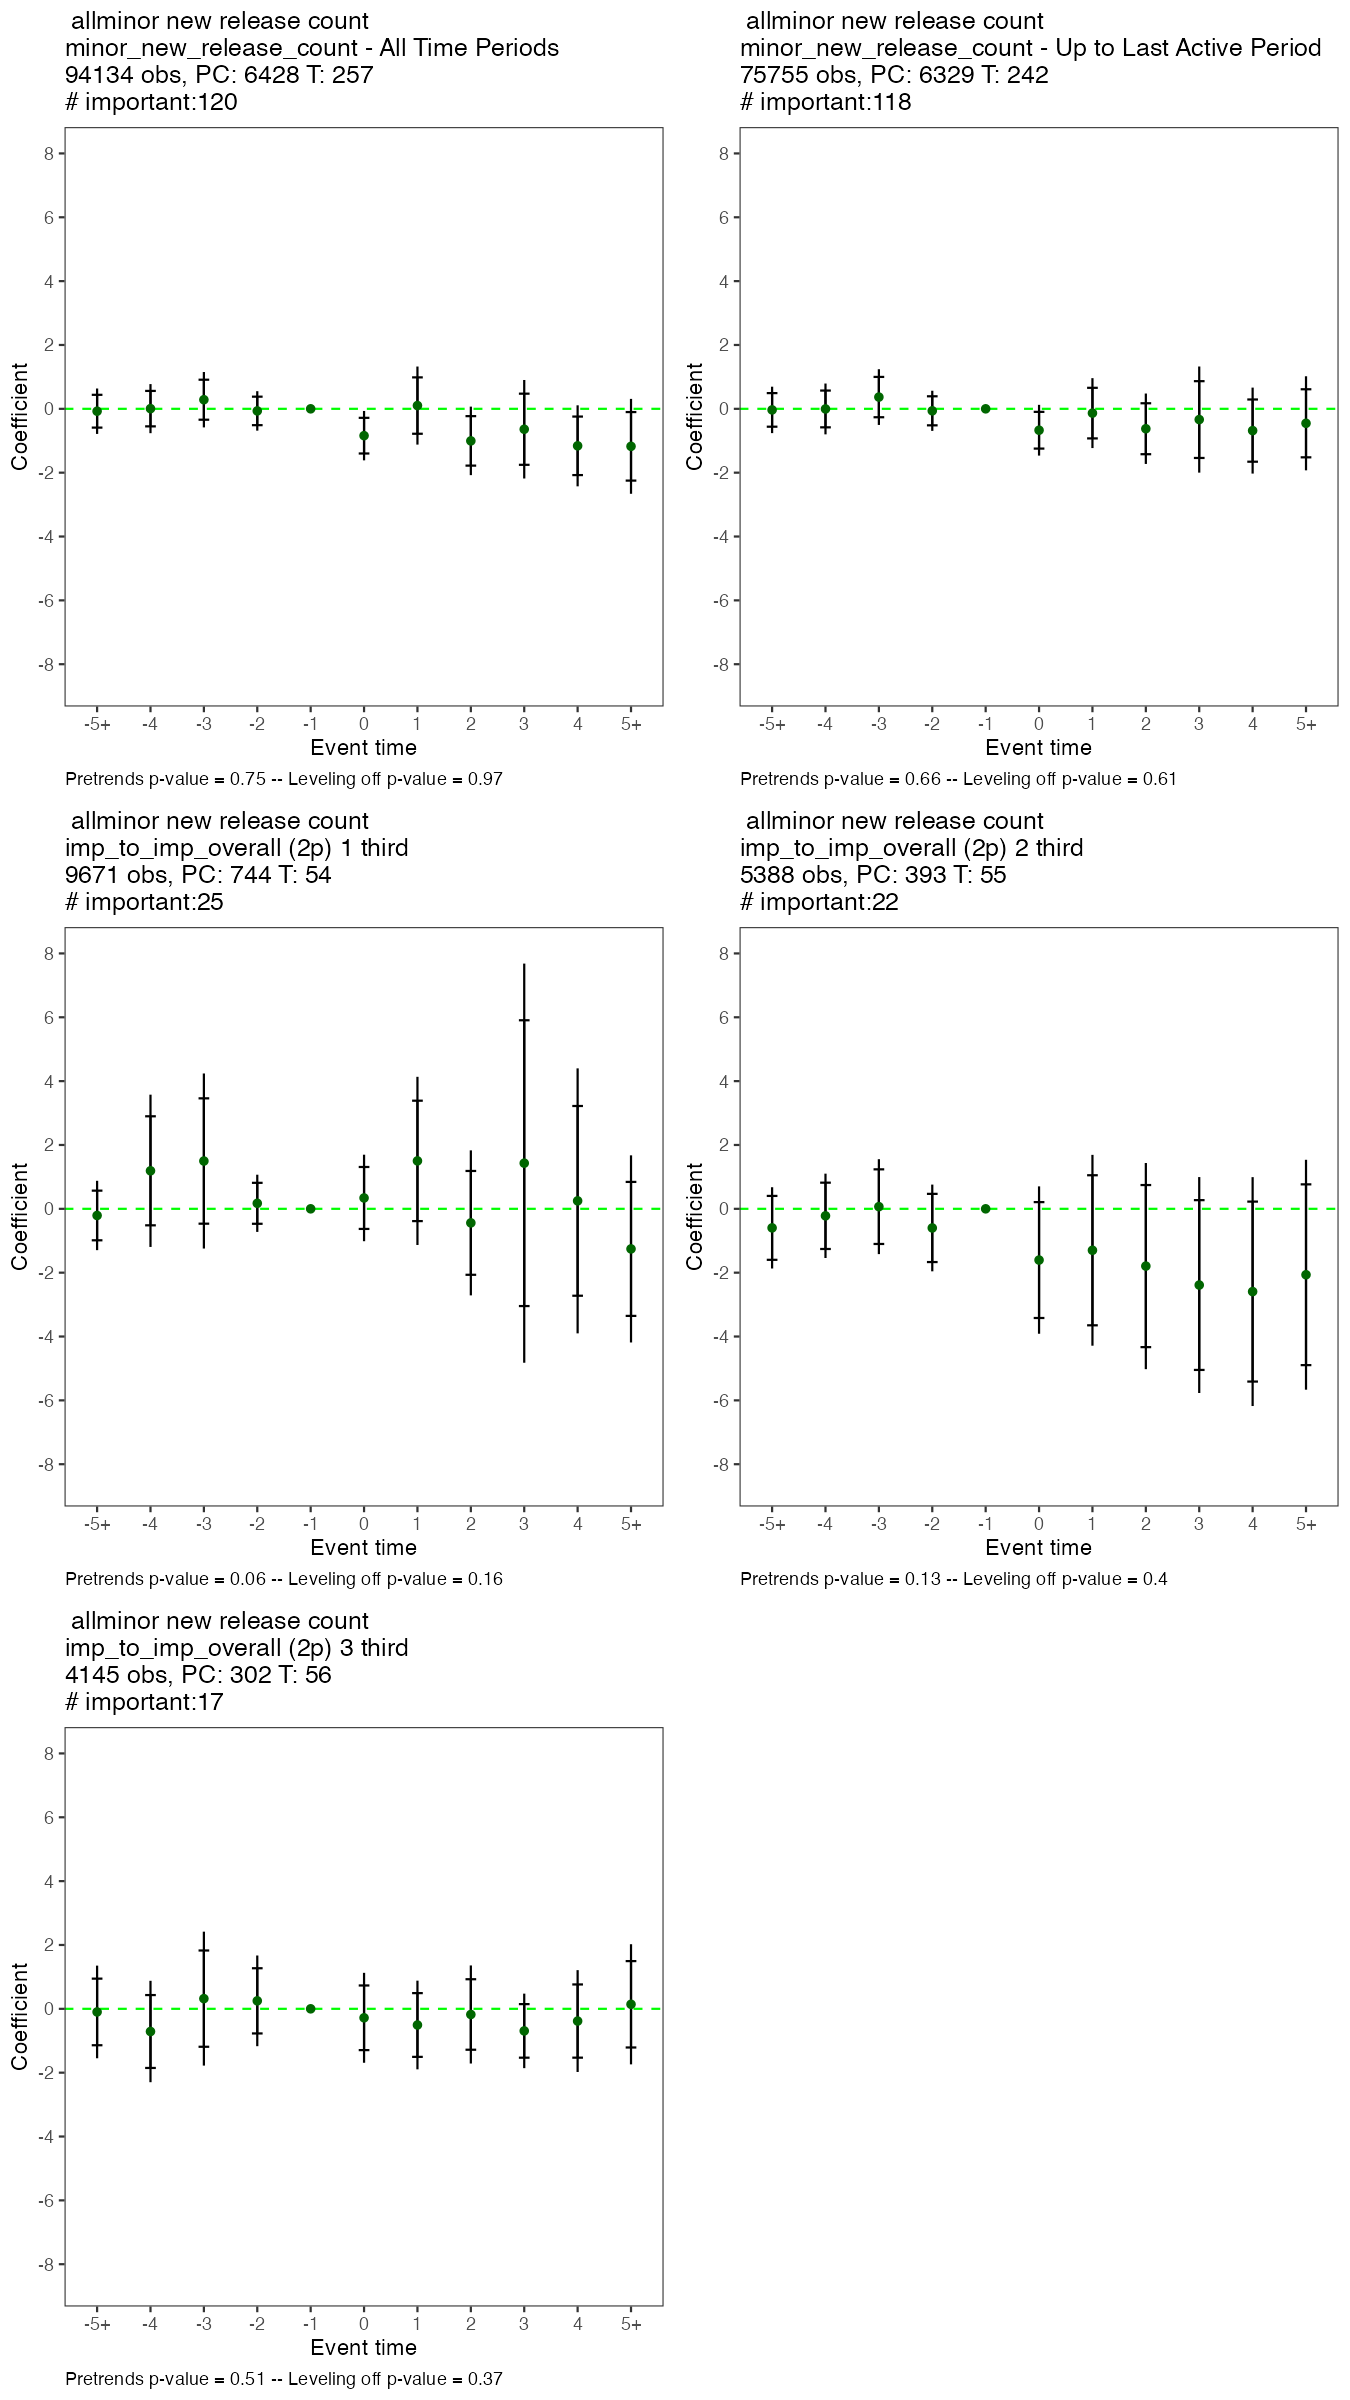 allminor new release count
minor_new_release_count - All Time Periods
94134 obs, PC: 6428 T: 257
# important:120
8
6
4
2
0
-2
-4
-6
-8
Coefficient
-5+ -4 -3 -2 -1 0 1 2 3 4 5+
Event time
Pretrends p-value = 0.75 -- Leveling off p-value = 0.97
allminor new release count
minor_new_release_count - Up to Last Active Period
75755 obs, PC: 6329 T: 242
# important:118
8
6
4
2
0
-2
-4
-6
-8
Coefficient
-5+ -4 -3 -2 -1 0 1 2 3 4 5+
Event time
Pretrends p-value = 0.66 -- Leveling off p-value = 0.61
allminor new release count
imp_to_imp_overall (2p) 1 third
9671 obs, PC: 744 T: 54
# important:25
8
6
4
2
0
-2
-4
-6
-8
Coefficient
-5+ -4 -3 -2 -1 0 1 2 3 4 5+
Event time
Pretrends p-value = 0.06 -- Leveling off p-value = 0.16
allminor new release count
imp_to_imp_overall (2p) 2 third
5388 obs, PC: 393 T: 55
# important:22
8
6
4
2
0
-2
-4
-6
-8
Coefficient
-5+ -4 -3 -2 -1 0 1 2 3 4 5+
Event time
Pretrends p-value = 0.13 -- Leveling off p-value = 0.4
allminor new release count
imp_to_imp_overall (2p) 3 third
4145 obs, PC: 302 T: 56
# important:17
8
6
4
2
0
-2
-4
-6
-8
Coefficient
-5+ -4 -3 -2 -1 0 1 2 3 4 5+
Event time
Pretrends p-value = 0.51 -- Leveling off p-value = 0.37